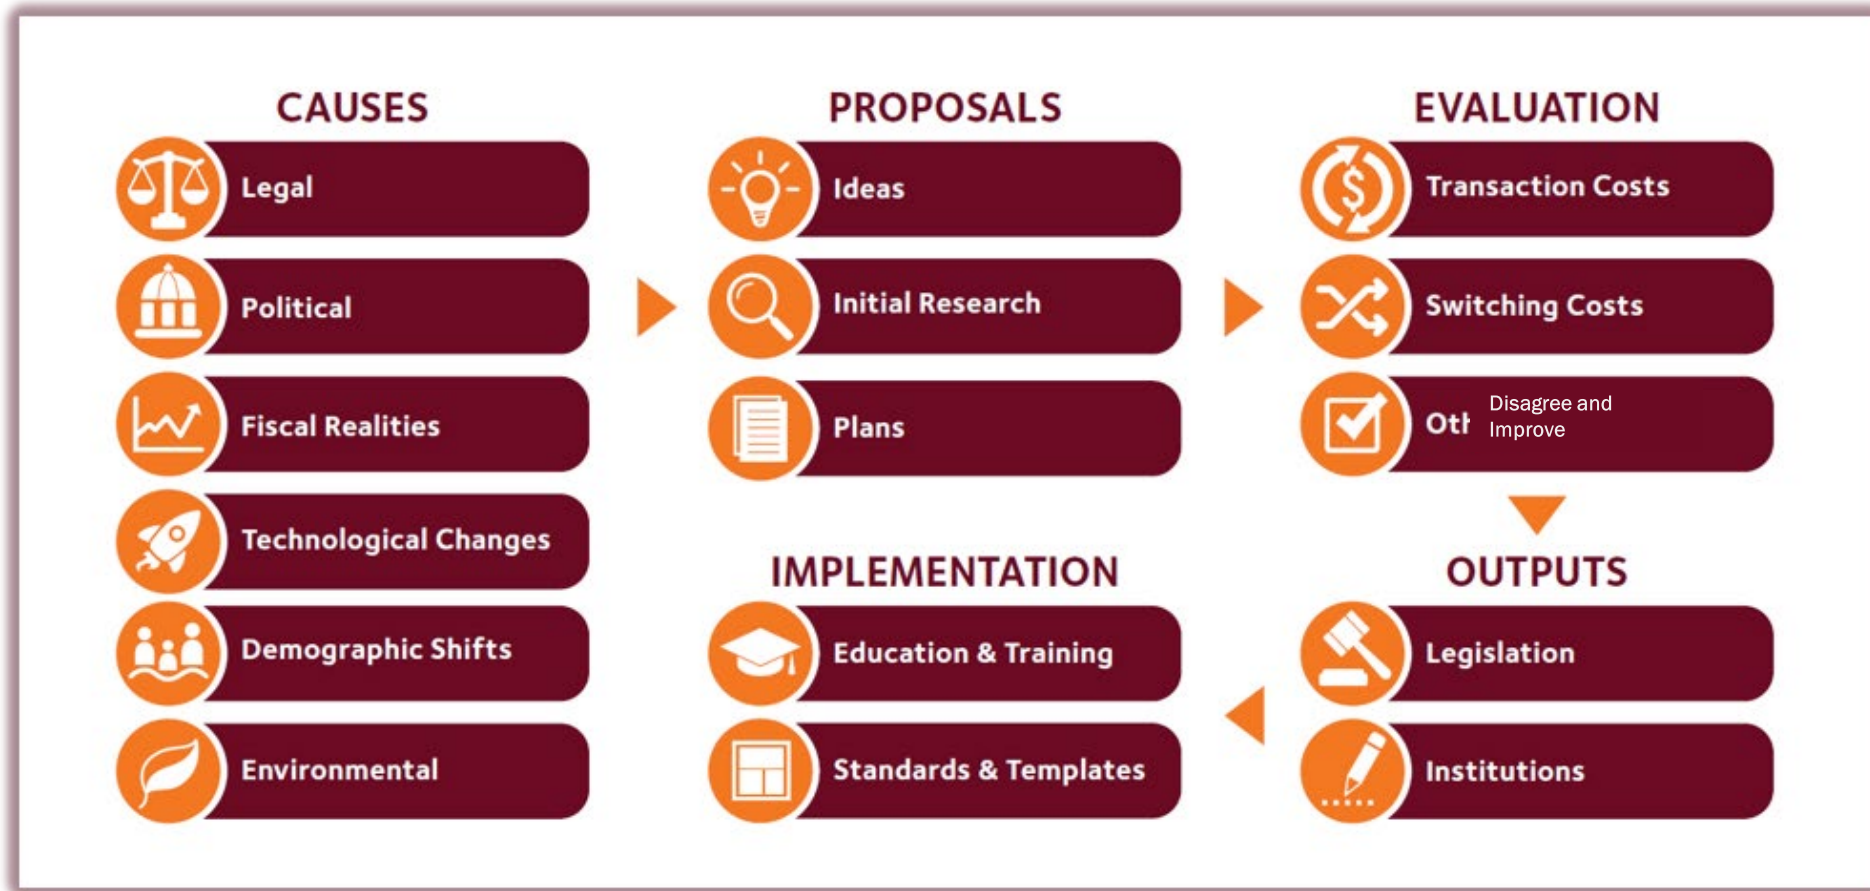 CAUSES
Legal
Political
Fiscal Realities
Technological Changes
Demographic Shifts
Environmental
PROPOSALS
Ideas
Initial Research
Plans
EVALUATION
Transaction Costs
Switching Costs
Disagree and
Improve
OUTPUTS
Legislation
Institutions
IMPLEMENTATION
Education & Training
Standards & Templates